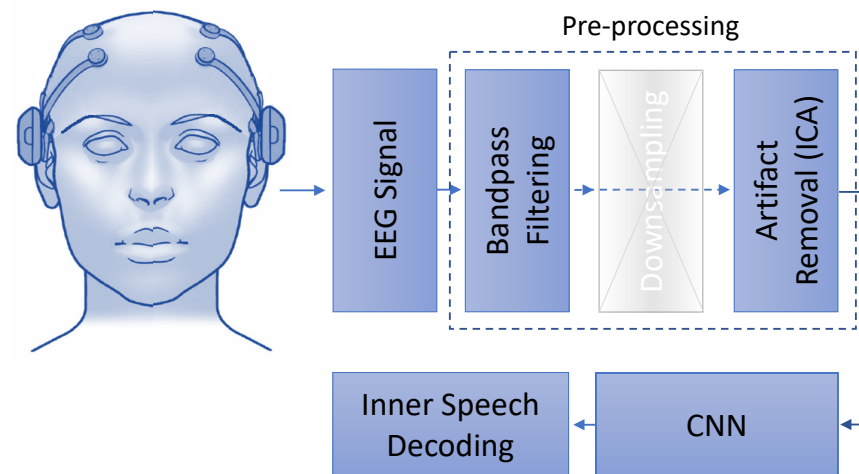 Pre-processing
EEG Signal
Bandpass
Filtering
Downsampling
Artifact
Removal (ICA)
Inner Speech
Decoding
CNN